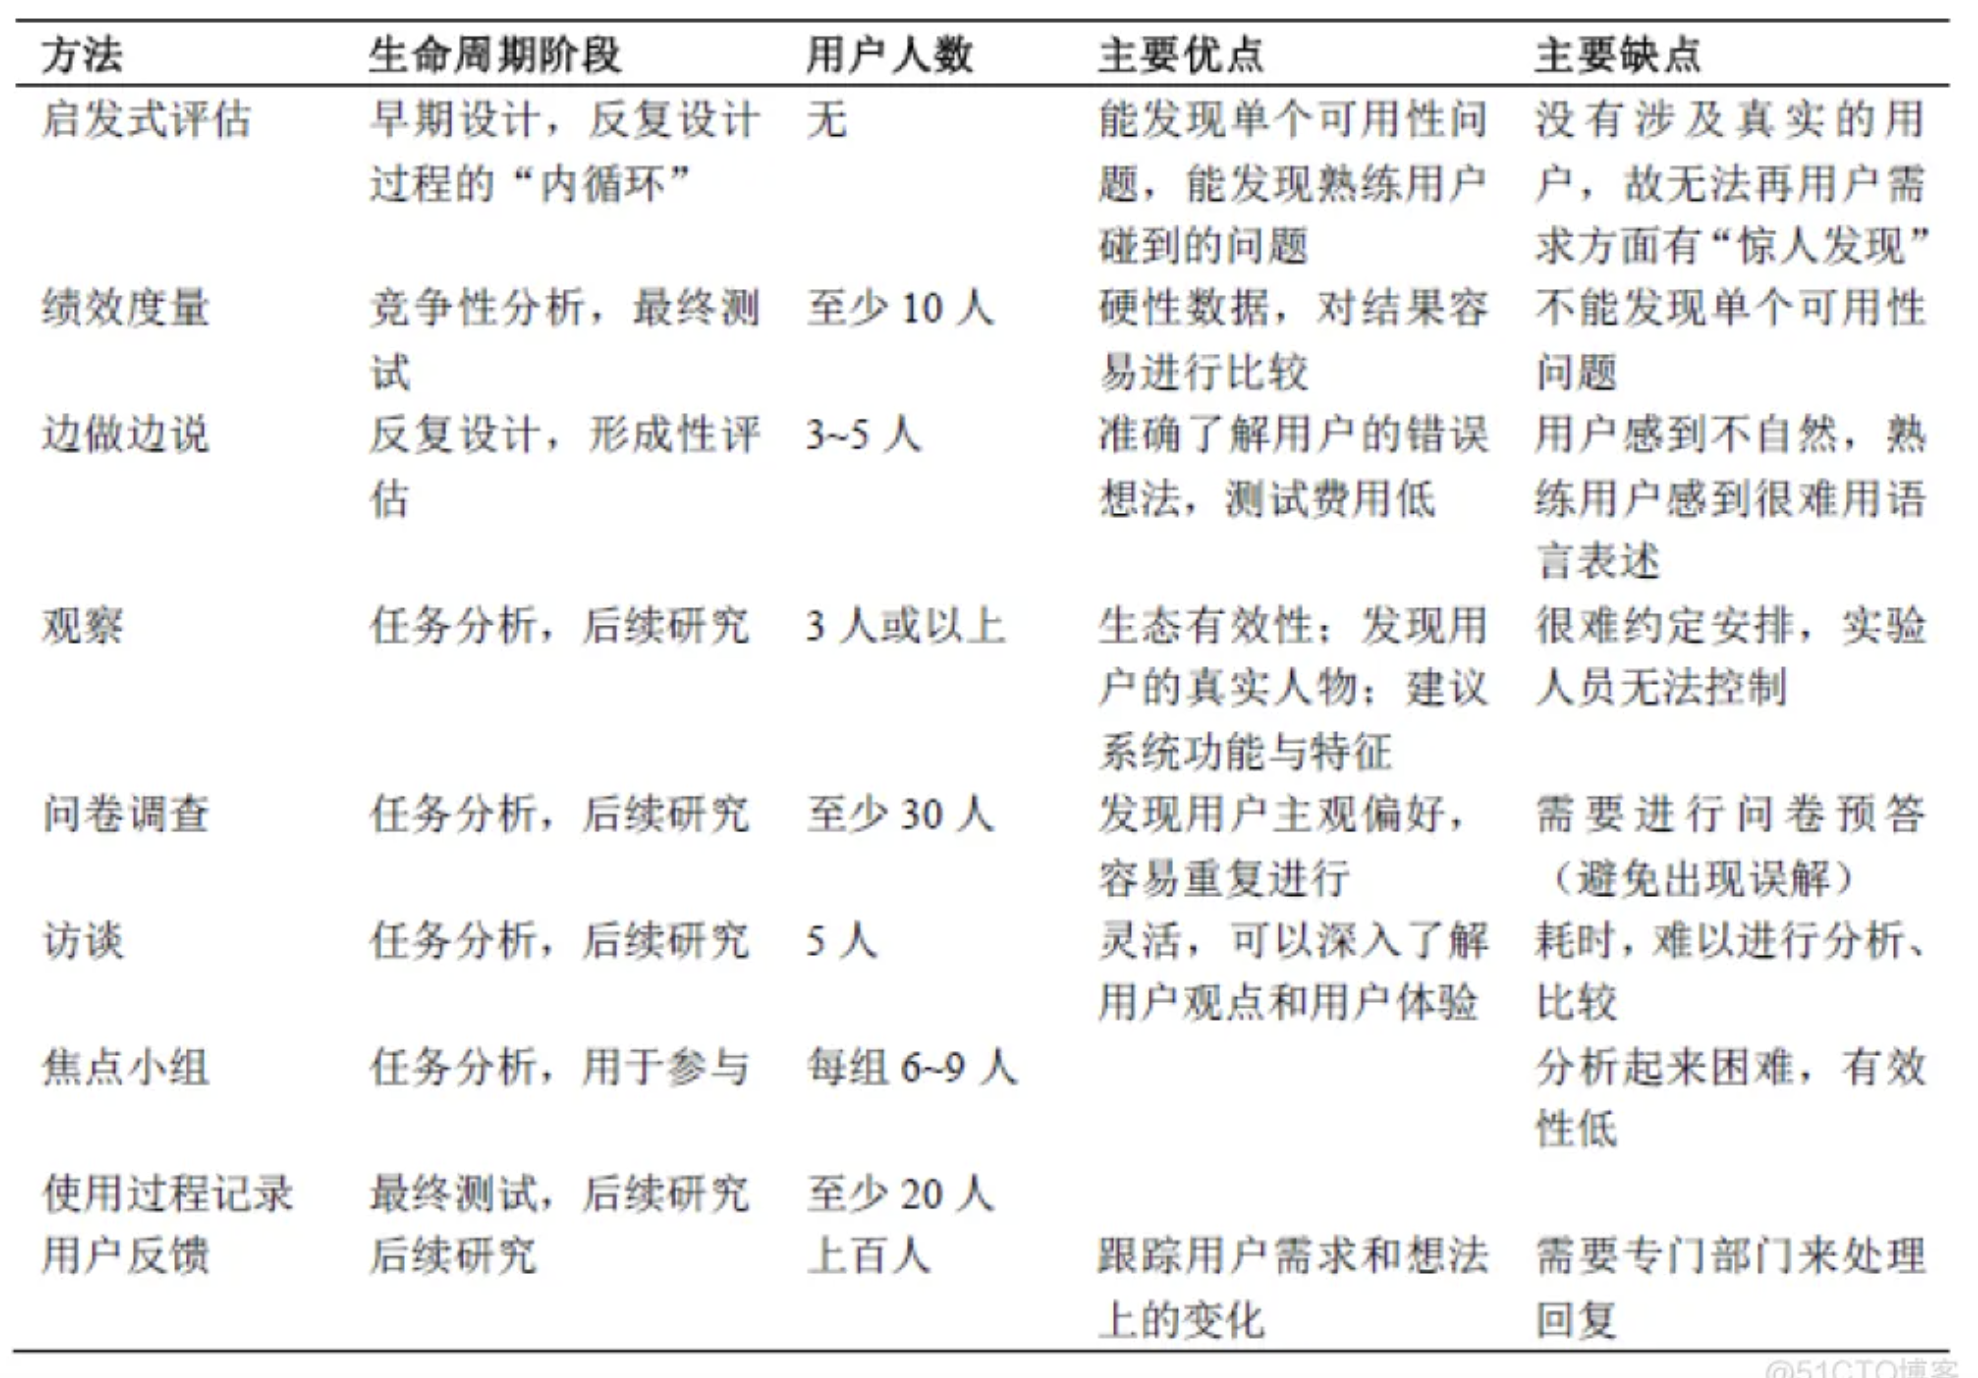 方法 生命周期阶段 用户人数 主要优点 主要缺点
启发式评估 早期设计，反复设计 无 能发现单个可用性问 没有涉及真实的用
过程的“内循环” 题，能发现熟练用户 户，故无法再用户需
碰到的问题 求方面有“惊人发现”
绩效度量 竞争性分析，最终测 至少 10 人 硬性数据，对结果容 不能发现单个可用性
试 易进行比较 问题
边做边说 反复设计，形成性评 3~5 人 准确了解用户的错误 用户感到不自然，熟
估 想法，测试费用低 练用户感到很难用语
言表述
观察 任务分析，后续研究 3 人或以上 生态有效性；发现用 很难约定安排，实验
户的真实人物；建议 人员无法控制
系统功能与特征
问卷调查 任务分析，后续研究 至少 30 人 发现用户主观偏好， 需要进行问卷预答
容易重复进行 （避免出现误解）
访谈 任务分析，后续研究 5 人 灵活，可以深入了解 耗时，难以进行分析、
用户观点和用户体验 比较
焦点小组 任务分析，用于参与 每组 6~9 人 分析起来困难，有效
性低
使用过程记录 最终测试，后续研究 至少 20 人
用户反馈 后续研究 上百人 跟踪用户需求和想法 需要专门部门来处理
上的变化 回复
@51CTO博客